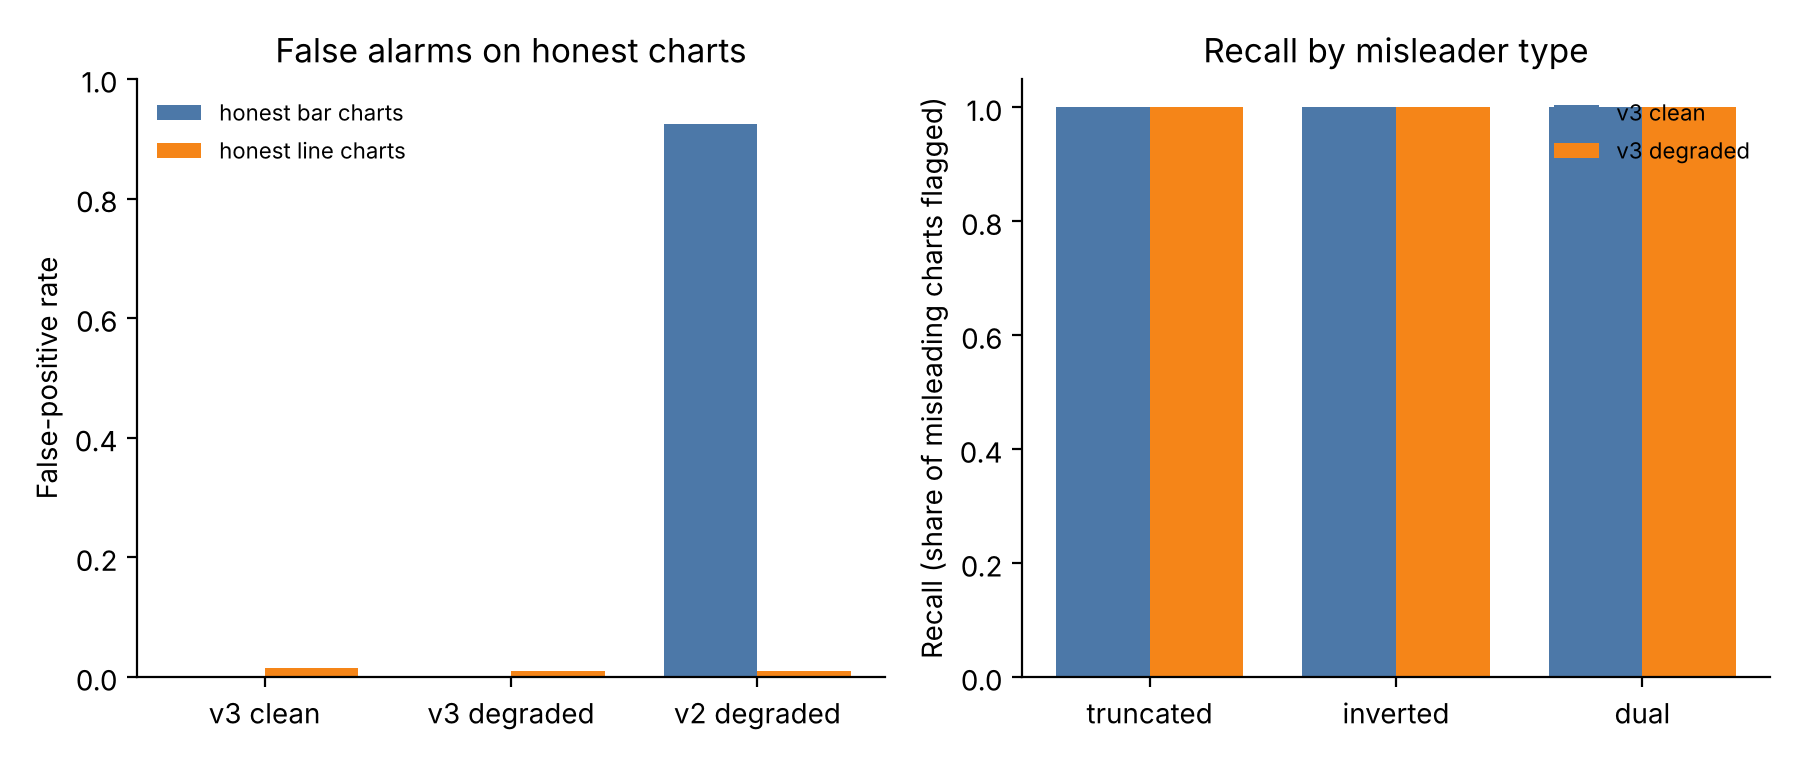 False alarms on honest charts
honest bar charts
honest line charts
False-positive rate
1.0
0.8
0.6
0.4
0.2
0.0
v3 clean
v3 degraded
v2 degraded
Recall by misleader type
v3 clean
v3 degraded
Recall (share of misleading charts flagged)
1.0
0.8
0.6
0.4
0.2
0.0
truncated
inverted
dual